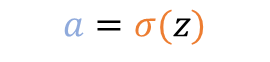 a = σ(z)